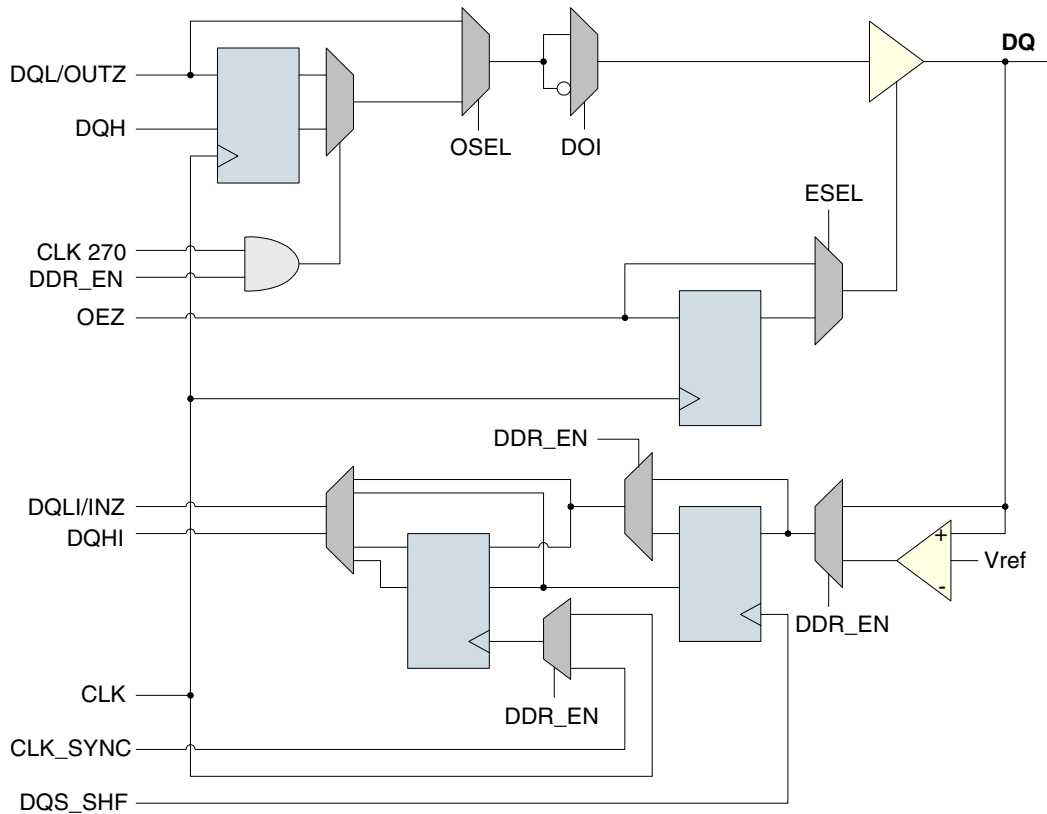 DQ
DQL/OUTZ
DQH
OSEL
DOI
ESEL
CLK 270
DDR_EN
OEZ
DDR_EN
DQLI/INZ
DQHI
+
Vref
-
DDR_EN
CLK
DDR_EN
CLK_SYNC
DQS_SHF